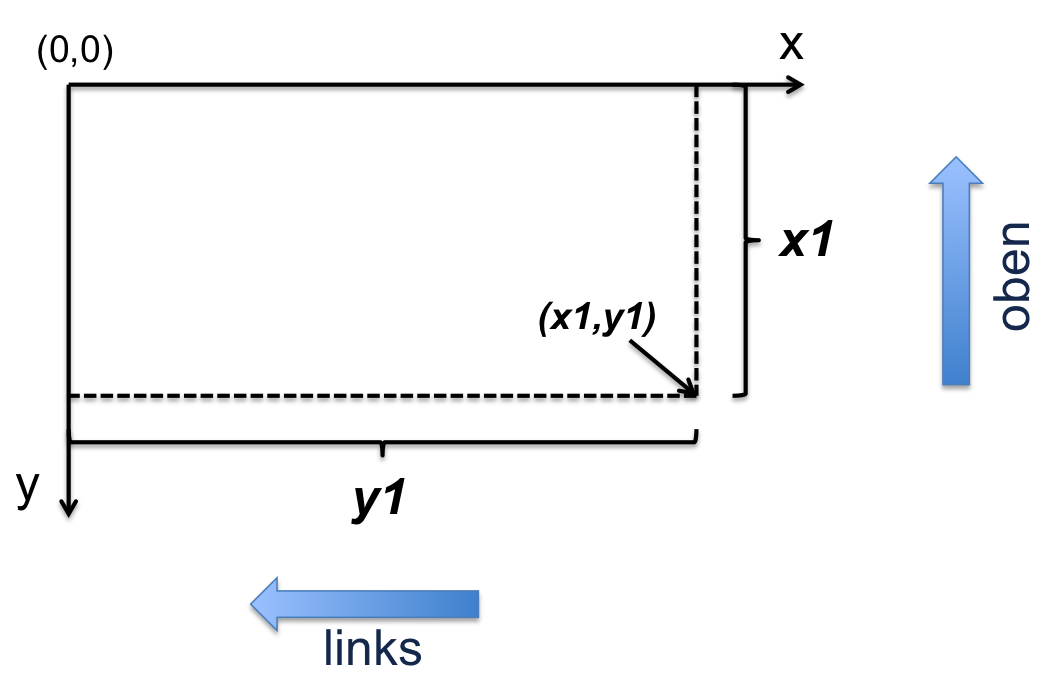 (0,0)
x
x1
oben
(x1,y1)
y
y1
links